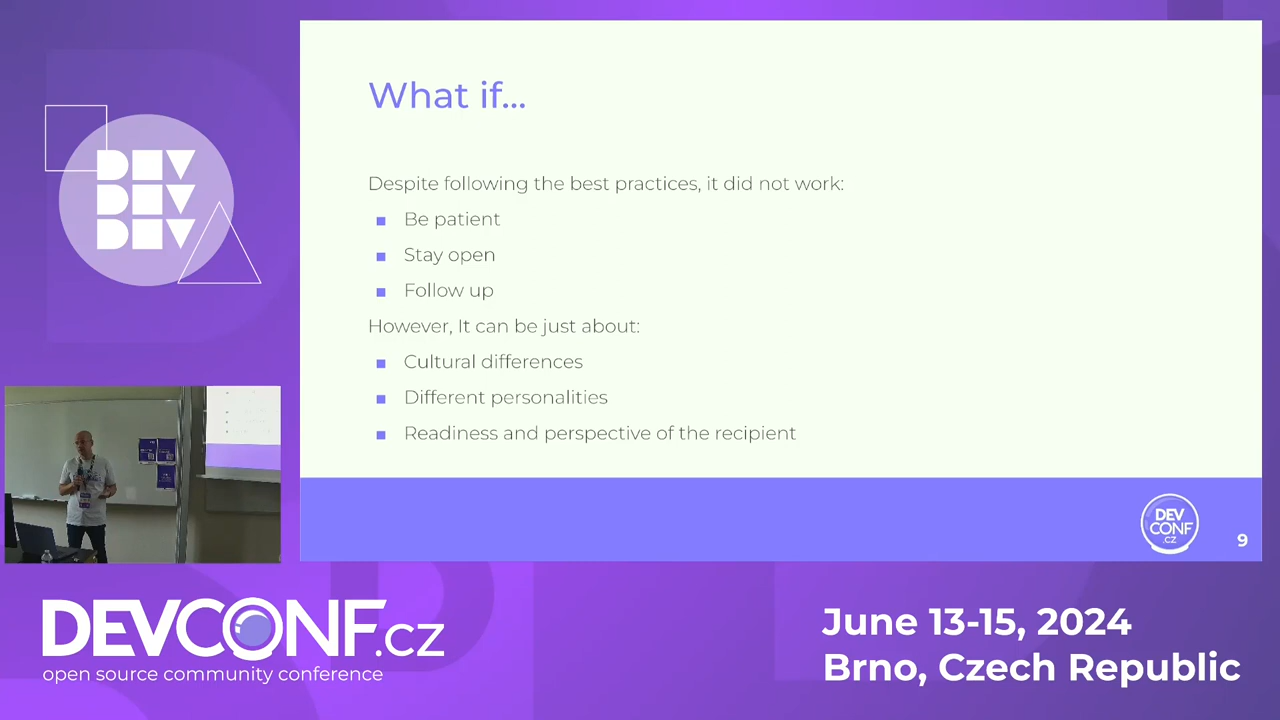 What if...
Despite following the best practices, it did not work:
Be patient
Stay open
Follow up
However, It can be just about:
Cultural differences
Different personalities
Readiness and perspective of the recipient
DEV
CONF
.CZ
9
DEV
DEV
DEV
DEVCONF.cz
open source community conference
June 13-15, 2024
Brno, Czech Republic